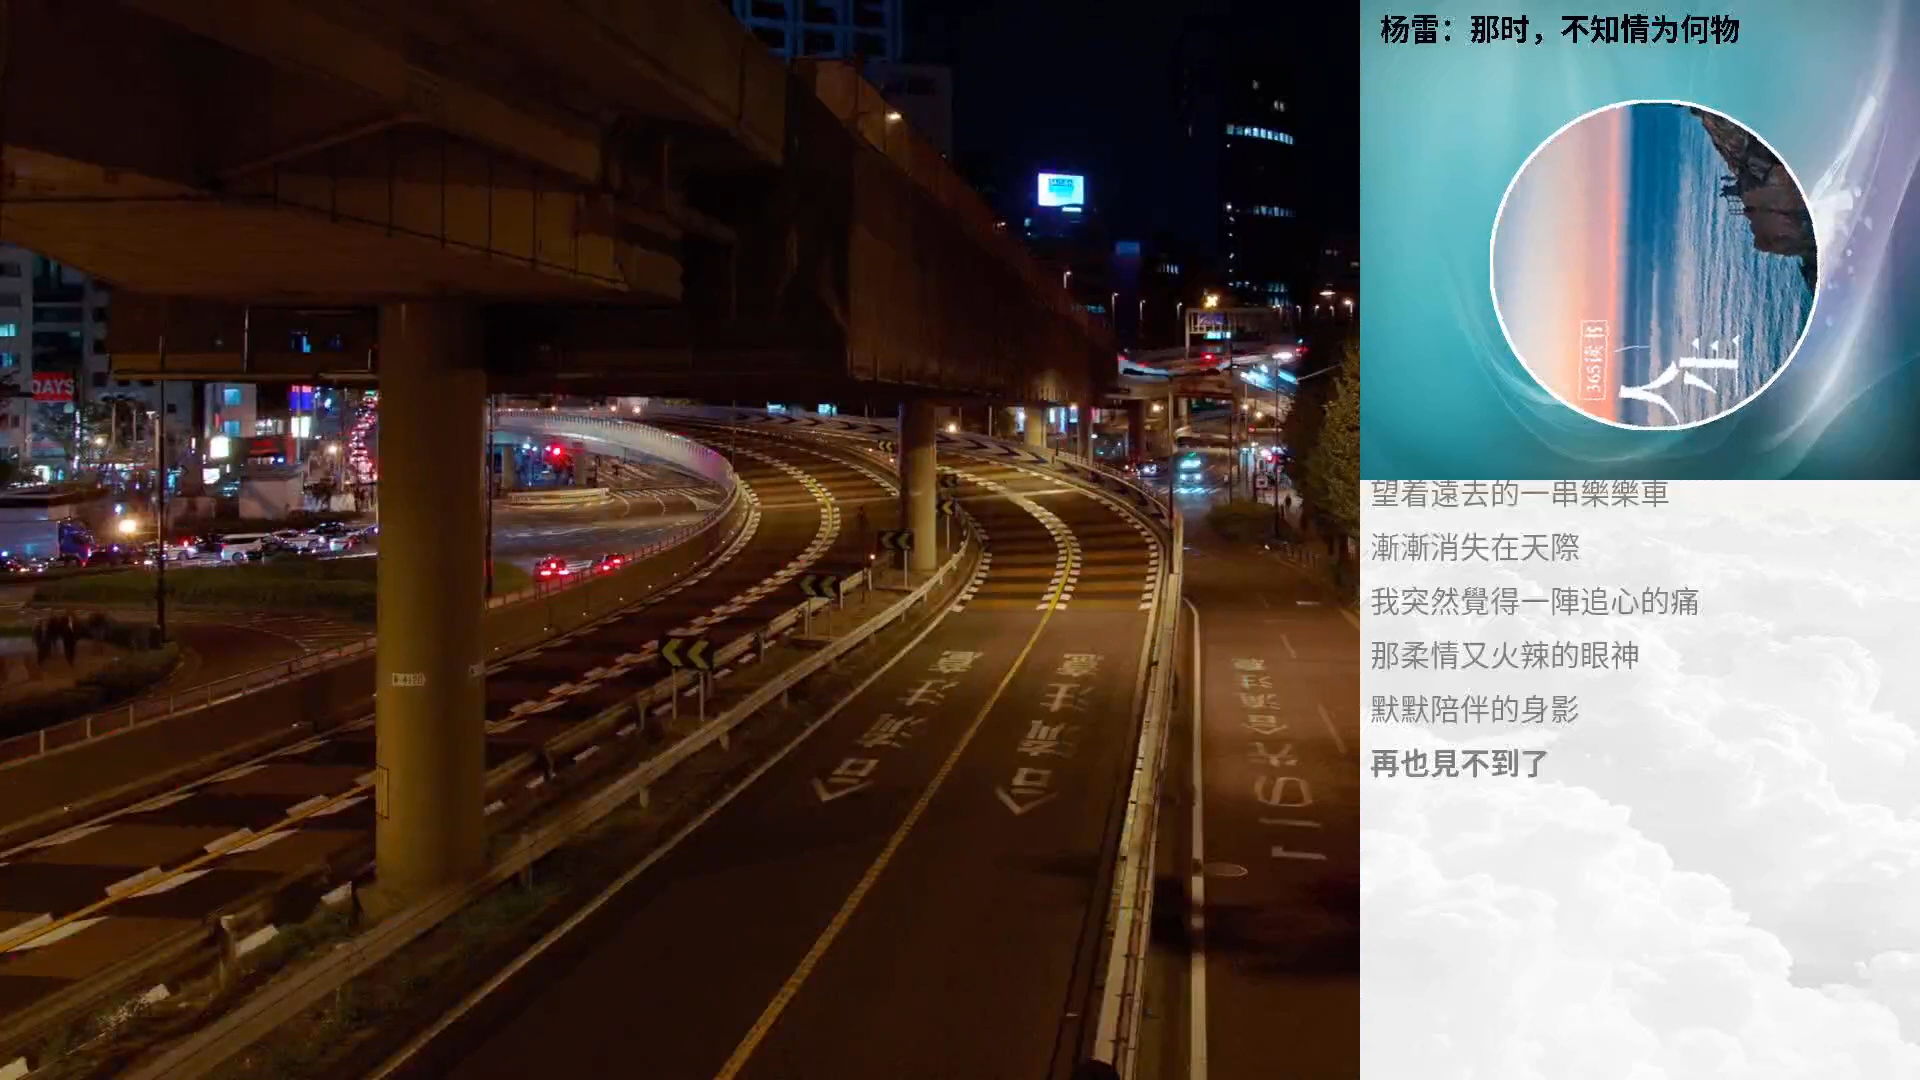 杨雷：那时，不知情为何物
365读书
人生
望着遠去的一串樂樂車
漸漸消失在天際
我突然覺得一陣追心的痛
那柔情又火辣的眼神
默默陪伴的身影
再也見不到了
DAYS